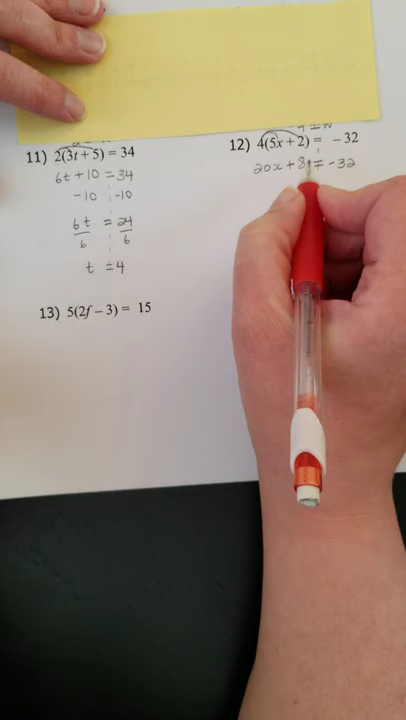 11) 2(3t + 5) = 34
6t + 10 = 34
-10 -10
6t = 24
6 6
t = 4
12) 4(5x + 2) = - 32
20x + 8 = -32
13) 5(2f - 3) = 15